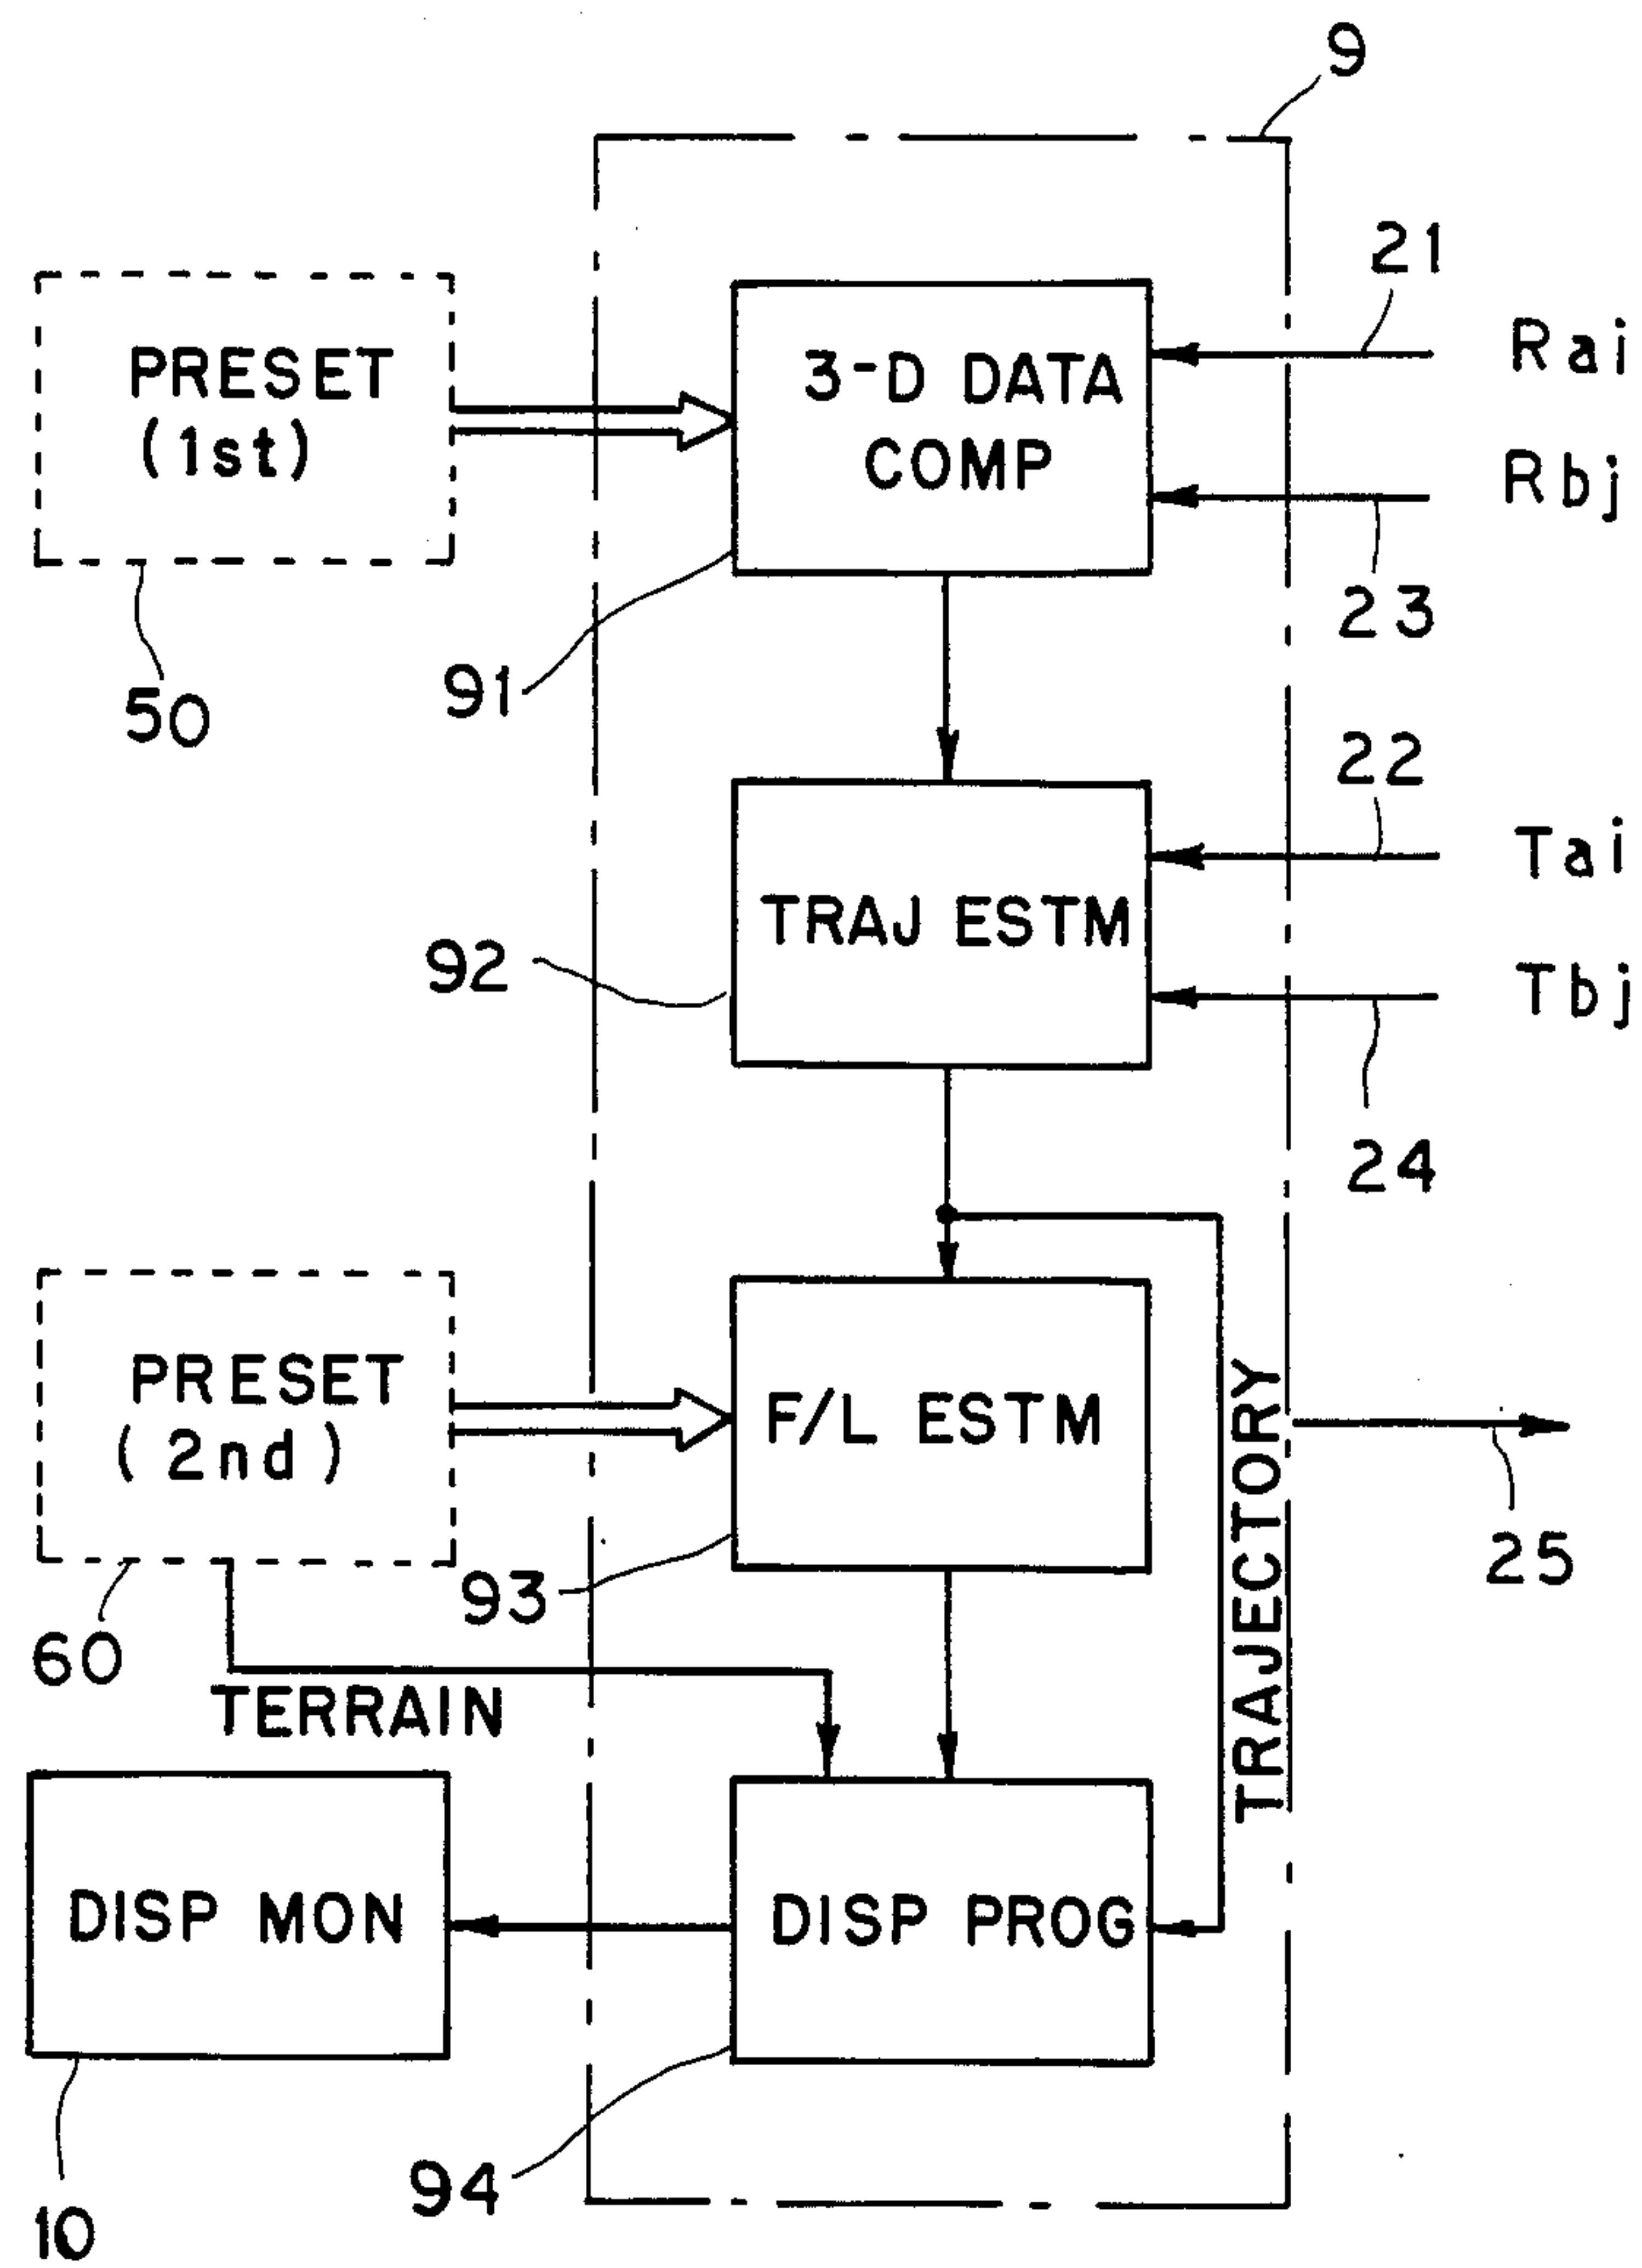 9
21
PRESET
(1st)
3-D DATA
COMP
Rai
Rbj
23
91
50
22
Tai
TRAJ ESTM
92
Tbj
24
PRESET
(2nd)
F/L ESTM
TRAJECTORY
25
93
60
TERRAIN
DISP MON
DISP PROG
94
10